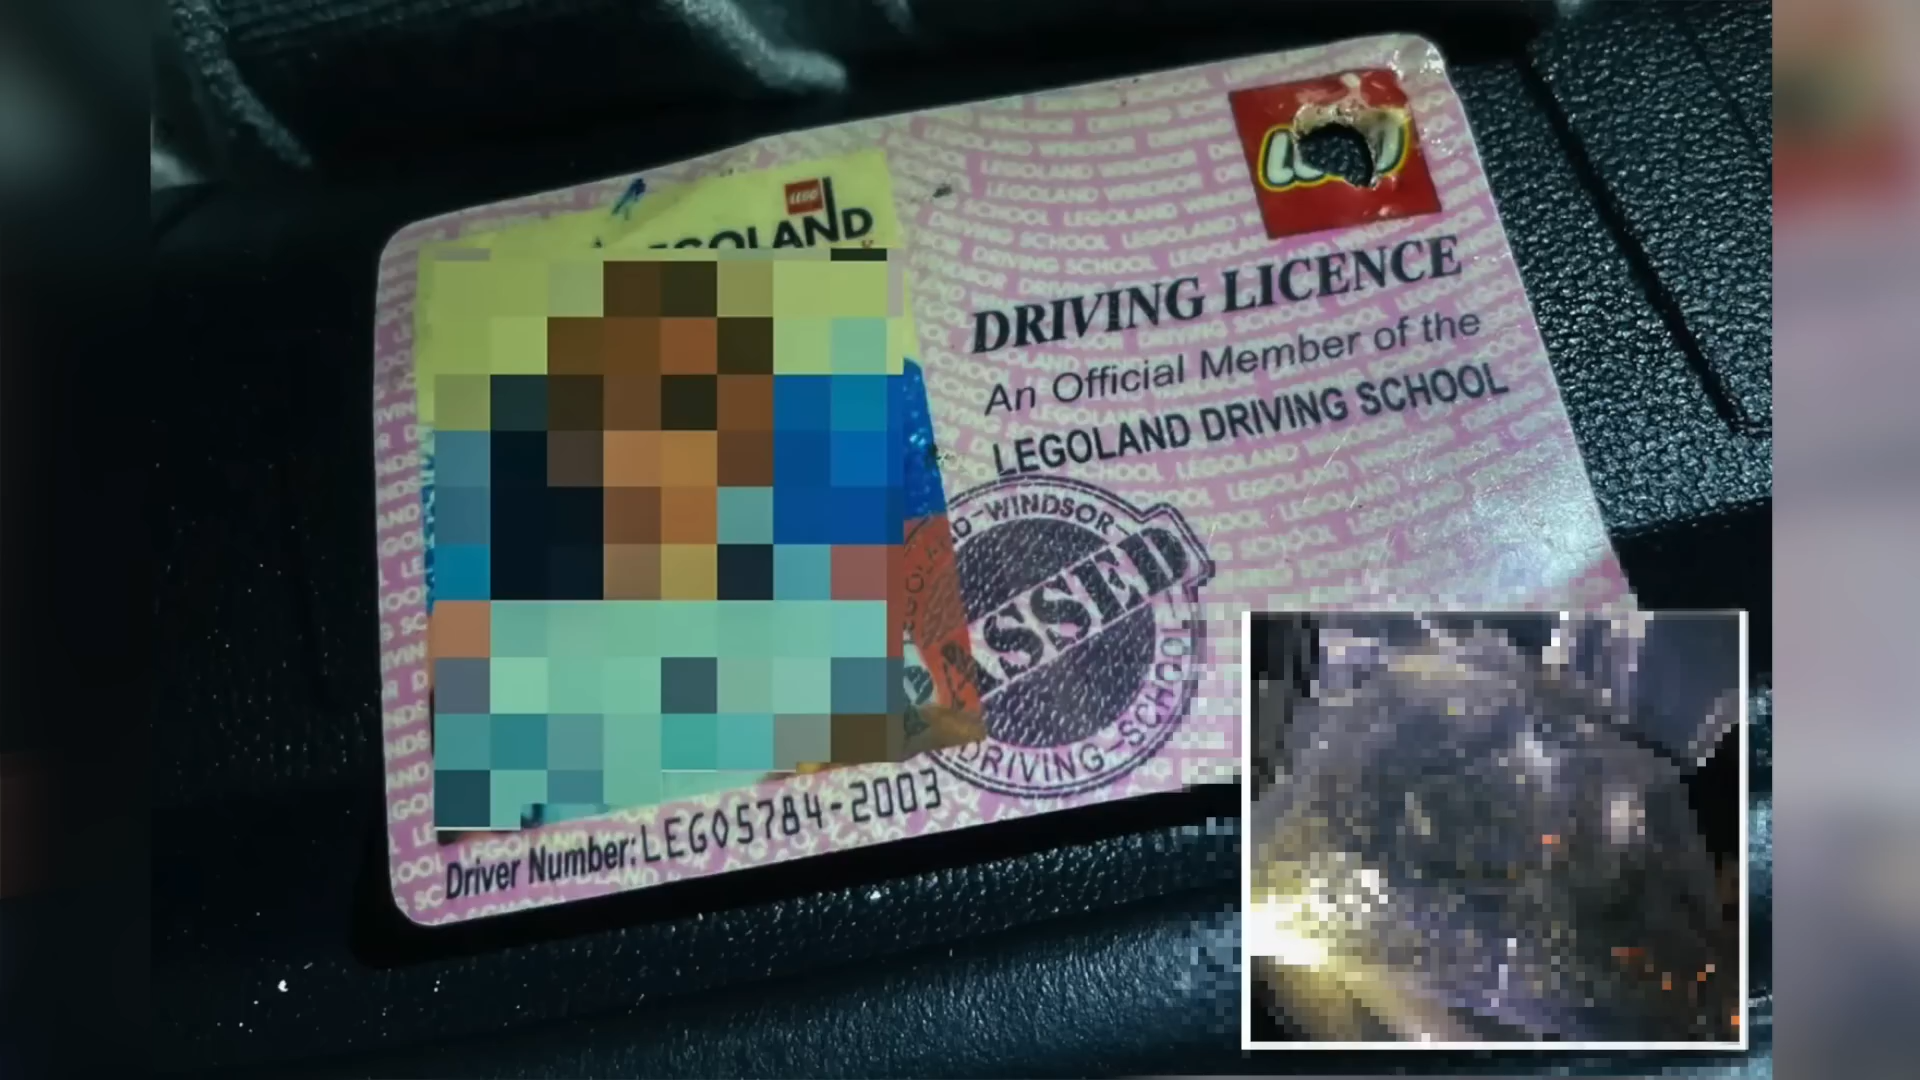 LEGO
LEGOLAND
DRIVING LICENCE
An Official Member of the
LEGOLAND DRIVING SCHOOL
WINDSOR
PASSED
DRIVING-SCHOOL
Driver Number:LEGO5784-2003